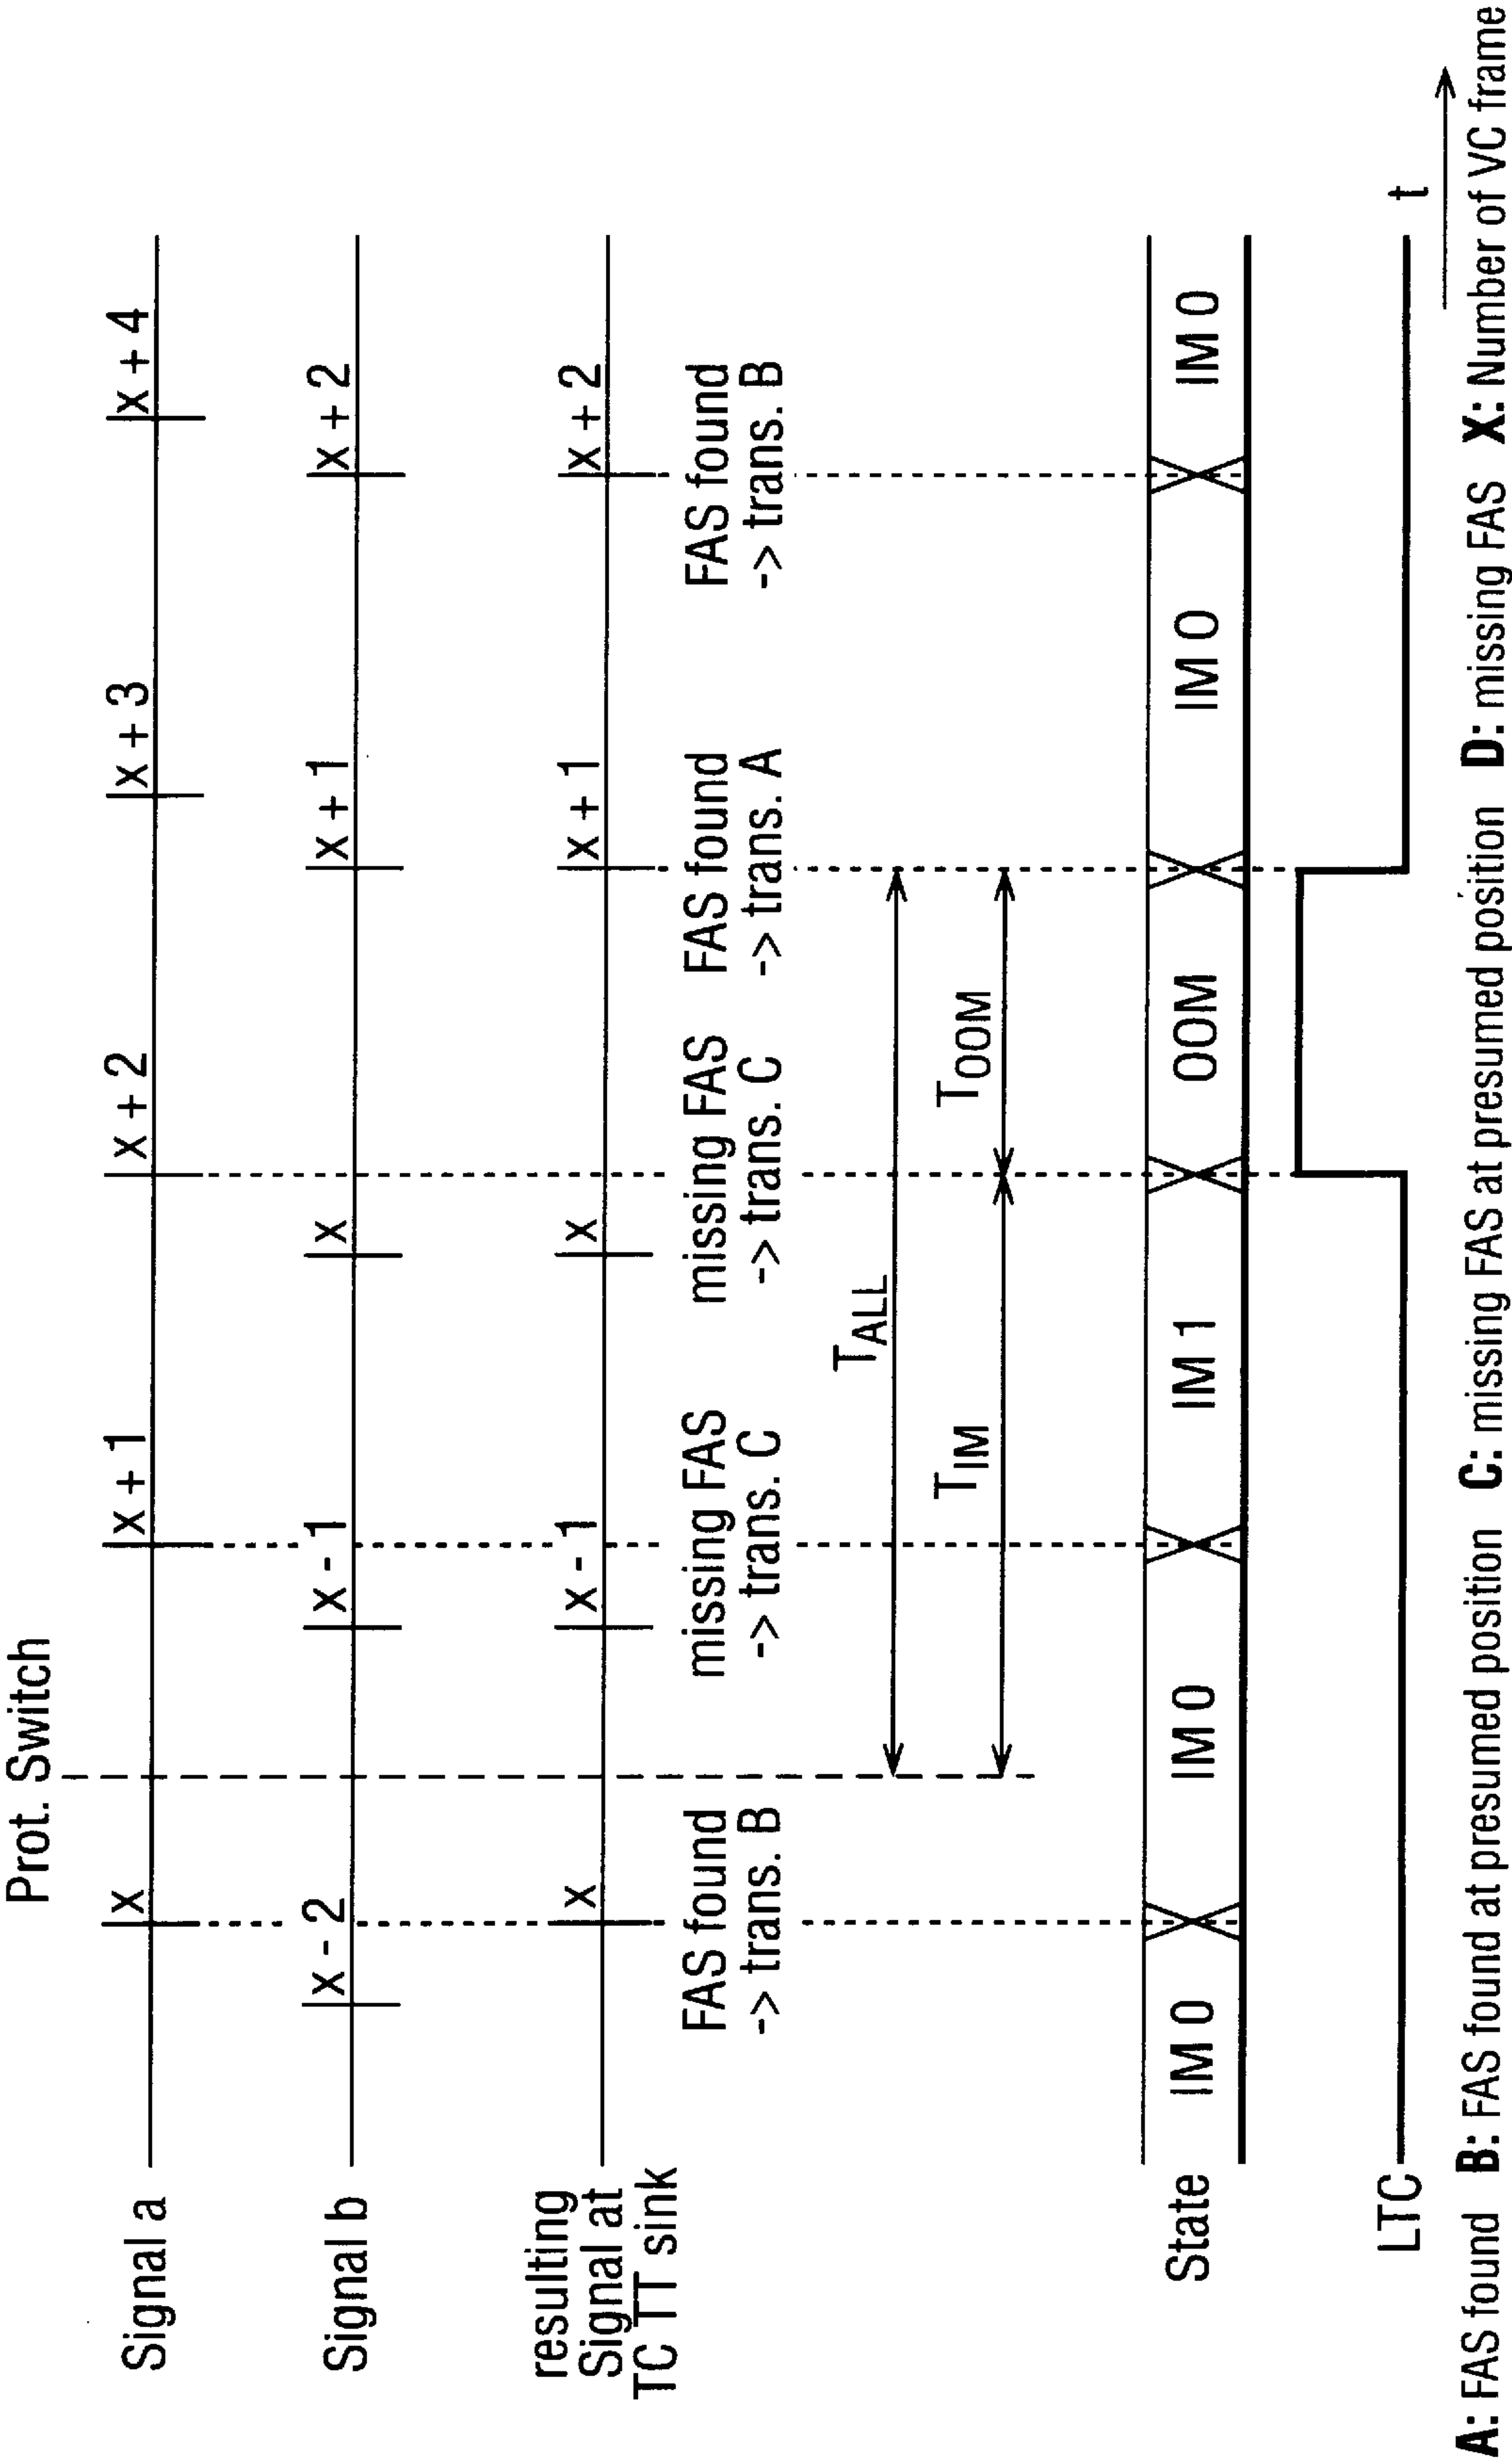 Prot. Switch
Signal a
x
x + 1
x + 2
x + 3
x + 4
Signal b
x - 2
x - 1
x
x + 1
x + 2
resulting
Signal at
TC TT sink
x
x - 1
x
x + 1
x + 2
FAS found
-> trans. B
missing FAS
-> trans. C
missing FAS
-> trans. C
FAS found
-> trans. A
FAS found
-> trans. B
TALL
TIM
TOOM
State
IM 0
IM 0
IM 1
OOM
IM 0
IM 0
LTC
t
A: FAS found B: FAS found at presumed position C: missing FAS at presumed position D: missing FAS X: Number of VC frame